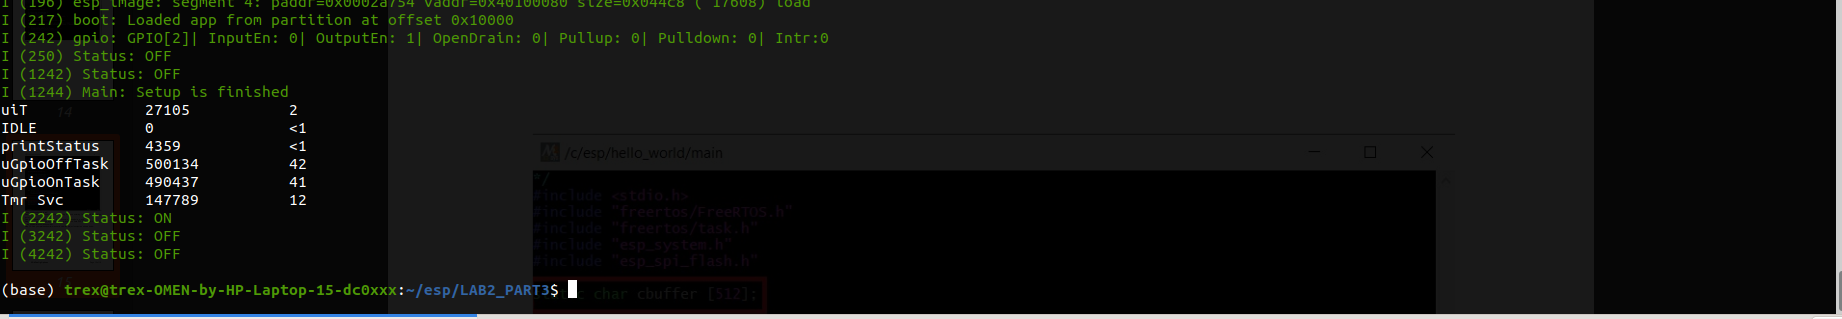 I (196) esp_image: segment 4: paddr=0x0002a754 vaddr=0x40100080 size=0x044c8 ( 17608) load
I (217) boot: Loaded app from partition at offset 0x10000
I (242) gpio: GPIO[2]| InputEn: 0| OutputEn: 1| OpenDrain: 0| Pullup: 0| Pulldown: 0| Intr:0
I (250) Status: OFF
I (1242) Status: OFF
I (1244) Main: Setup is finished
uiT 27105 2
IDLE 0 <1
printStatus 4359 <1
uGpioOffTask 500134 42
uGpioOnTask 490437 41
Tmr Svc 147789 12
I (2242) Status: ON
I (3242) Status: OFF
I (4242) Status: OFF
(base) trex@trex-OMEN-by-HP-Laptop-15-dc0xxx:~/esp/LAB2_PART3$
14
/c/esp/hello_world/main
*/
#include <stdio.h>
#include "freertos/FreeRTOS.h"
#include "freertos/task.h"
#include "esp_system.h"
#include "esp_spi_flash.h"
char cbuffer [512];